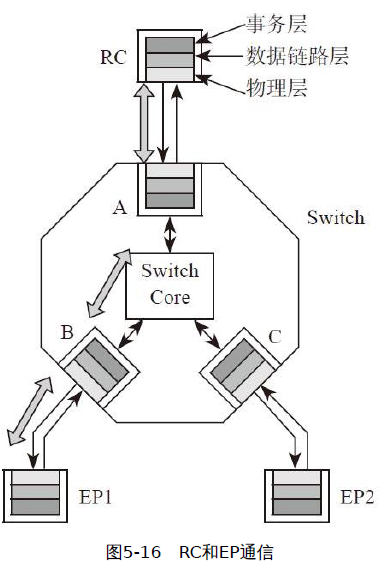 事务层
RC
数据链路层
物理层
A
Switch
Switch
Core
B
C
EP1
EP2
图5-16 RC和EP通信